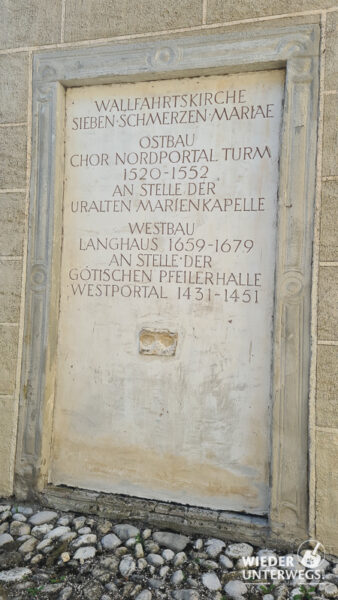 WALLFAHRTSKIRCHE
SIEBEN·SCHMERZEN·MARIAE
OSTBAU
CHOR NORDPORTAL TURM
1520-1552
AN STELLE DER
URALTEN MARIENKAPELLE
WESTBAU
LANGHAUS 1659-1679
AN STELLE·DER
GOTISCHEN PFEILERHALLE
WESTPORTAL 1431-1451
WIEDER
UNTERWEGS.